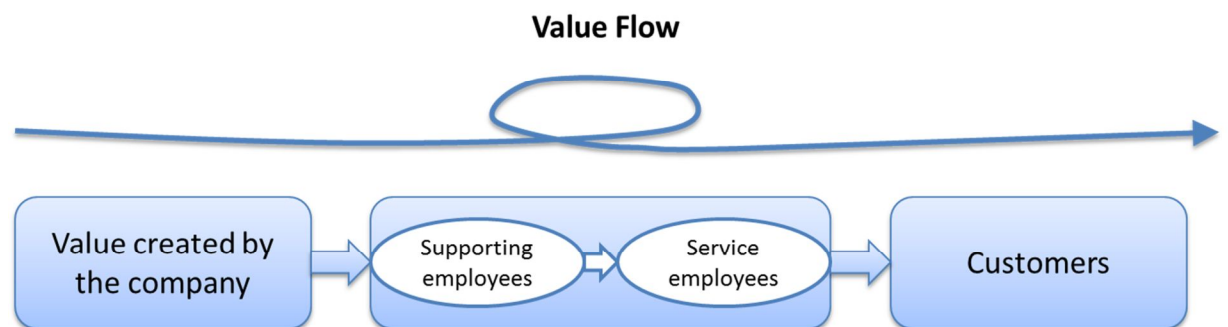 Value Flow
Value created by
the company
Supporting
employees
Service
employees
Customers